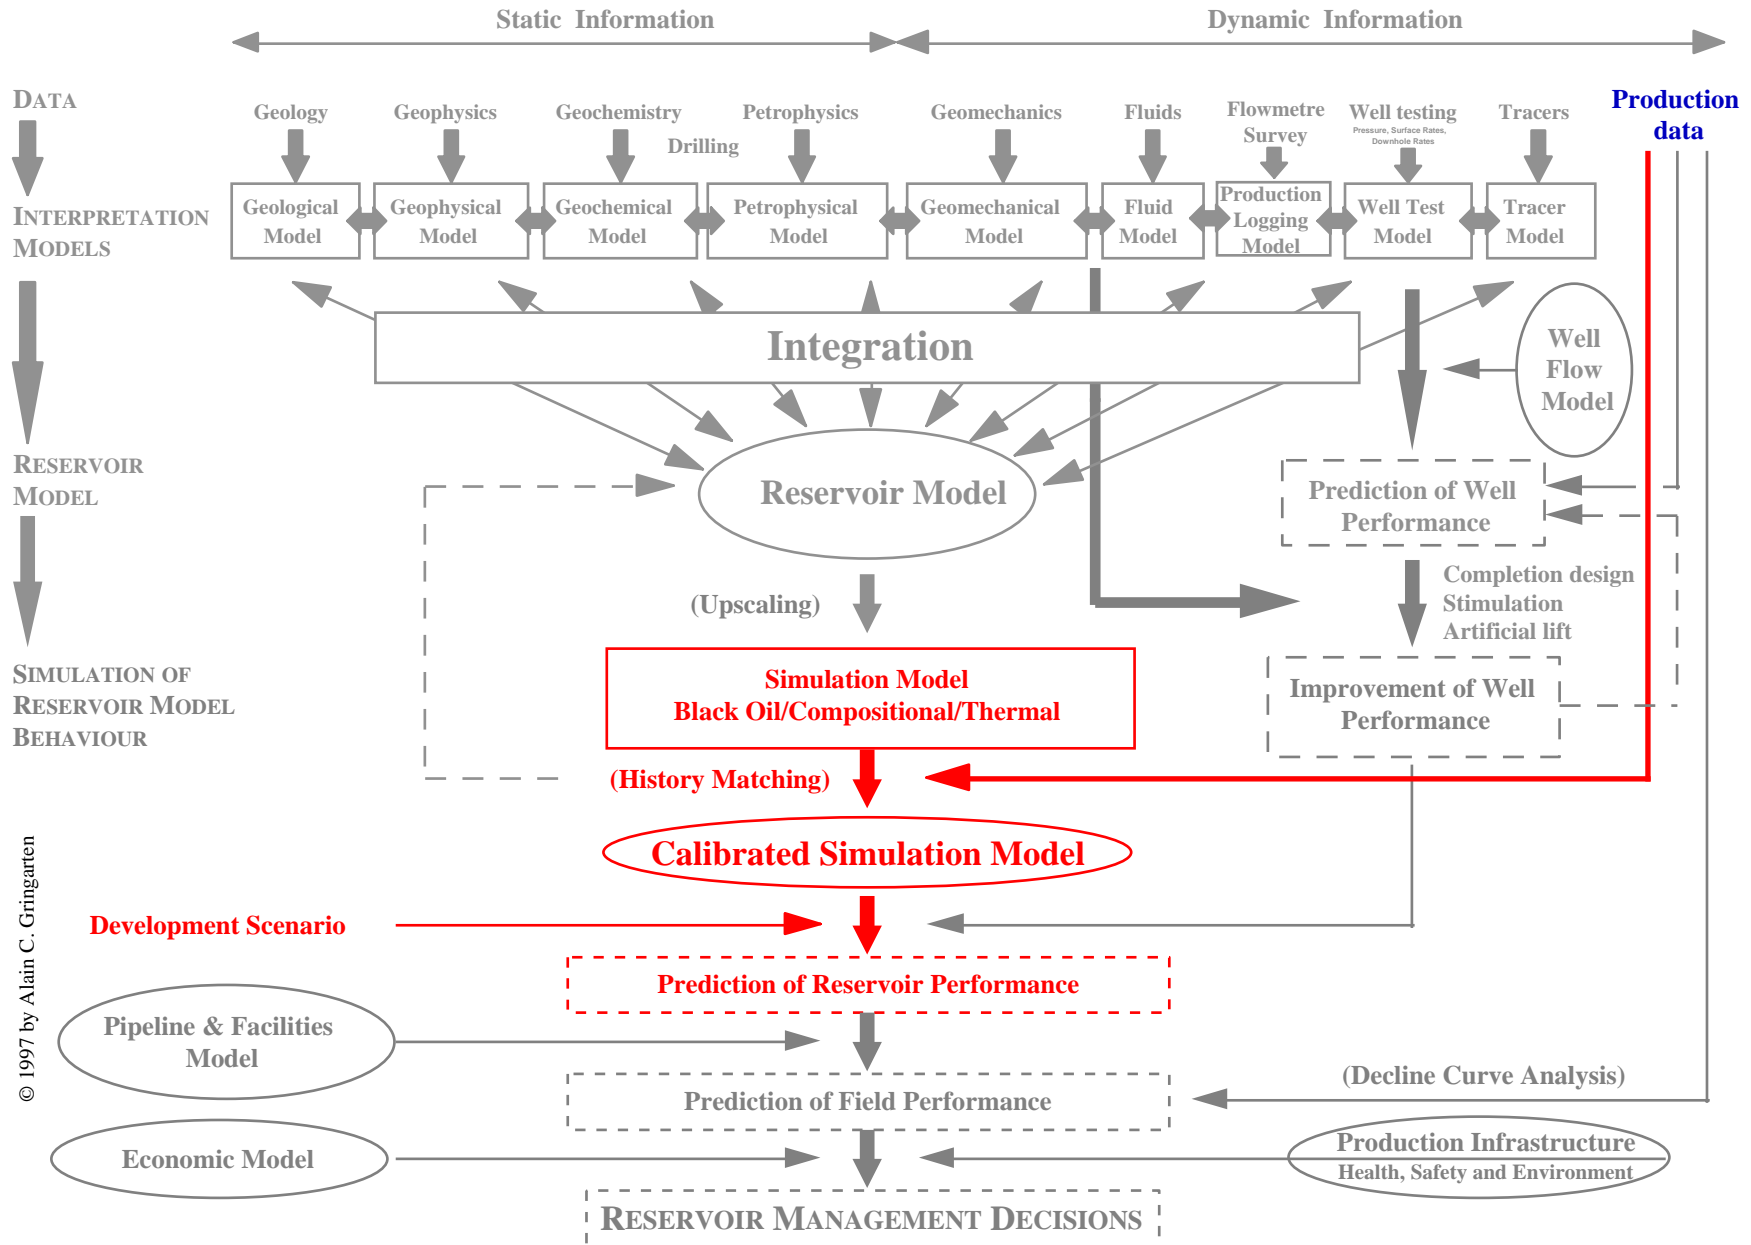 Static Information
Dynamic Information
DATA
Geology
Geophysics
Geochemistry
Drilling
Petrophysics
Geomechanics
Fluids
Flowmetre
Survey
Well testing
Pressure, Surface Rates,
Downhole Rates
Tracers
Production
data
INTERPRETATION
MODELS
Geological
Model
Geophysical
Model
Geochemical
Model
Petrophysical
Model
Geomechanical
Model
Fluid
Model
Production
Logging
Model
Well Test
Model
Tracer
Model
Integration
Well
Flow
Model
RESERVOIR
MODEL
Reservoir Model
Prediction of Well
Performance
(Upscaling)
Completion design
Stimulation
Artificial lift
SIMULATION OF
RESERVOIR MODEL
BEHAVIOUR
Simulation Model
Black Oil/Compositional/Thermal
Improvement of Well
Performance
(History Matching)
Calibrated Simulation Model
Development Scenario
Prediction of Reservoir Performance
Pipeline & Facilities
Model
(Decline Curve Analysis)
Prediction of Field Performance
Economic Model
Production Infrastructure
Health, Safety and Environment
RESERVOIR MANAGEMENT DECISIONS
© 1997 by Alain C. Gringarten